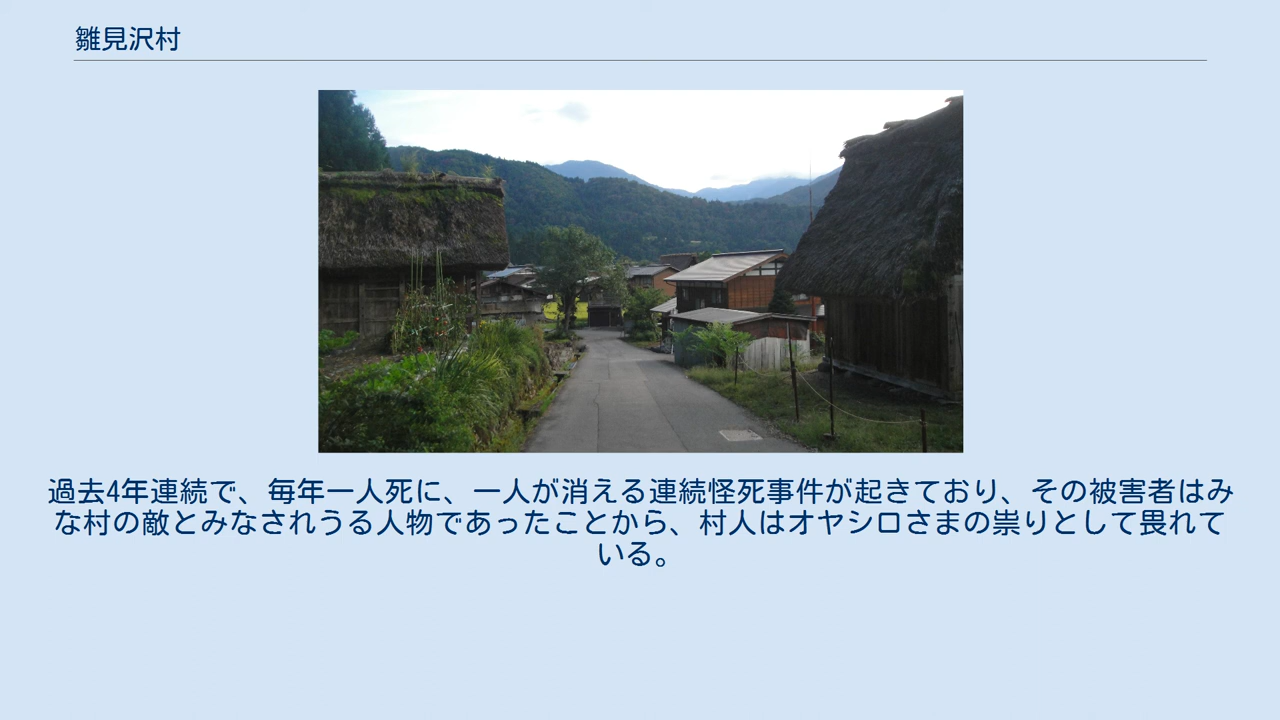 雛見沢村
過去4年連続で、毎年一人死に、一人が消える連続怪死事件が起きており、その被害者はみ
な村の敵とみなされうる人物であったことから、村人はオヤシロさまの祟りとして畏れて
いる。